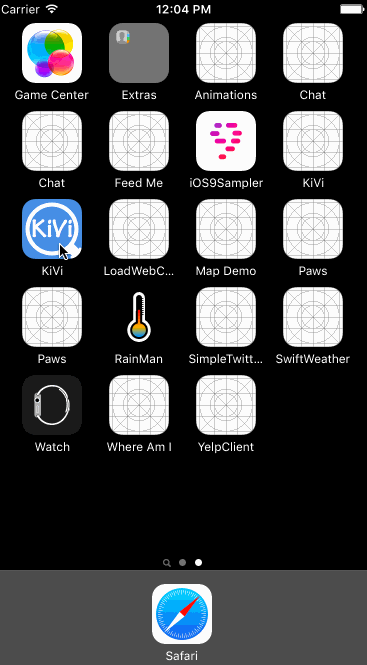 Carrier 12:04 PM
Game Center Extras Animations Chat
Chat Feed Me iOS9Sampler KiVi
KiVi
KiVi LoadWebC... Map Demo Paws
Paws RainMan SimpleTwitt... SwiftWeather
Watch Where Am I YelpClient
Safari